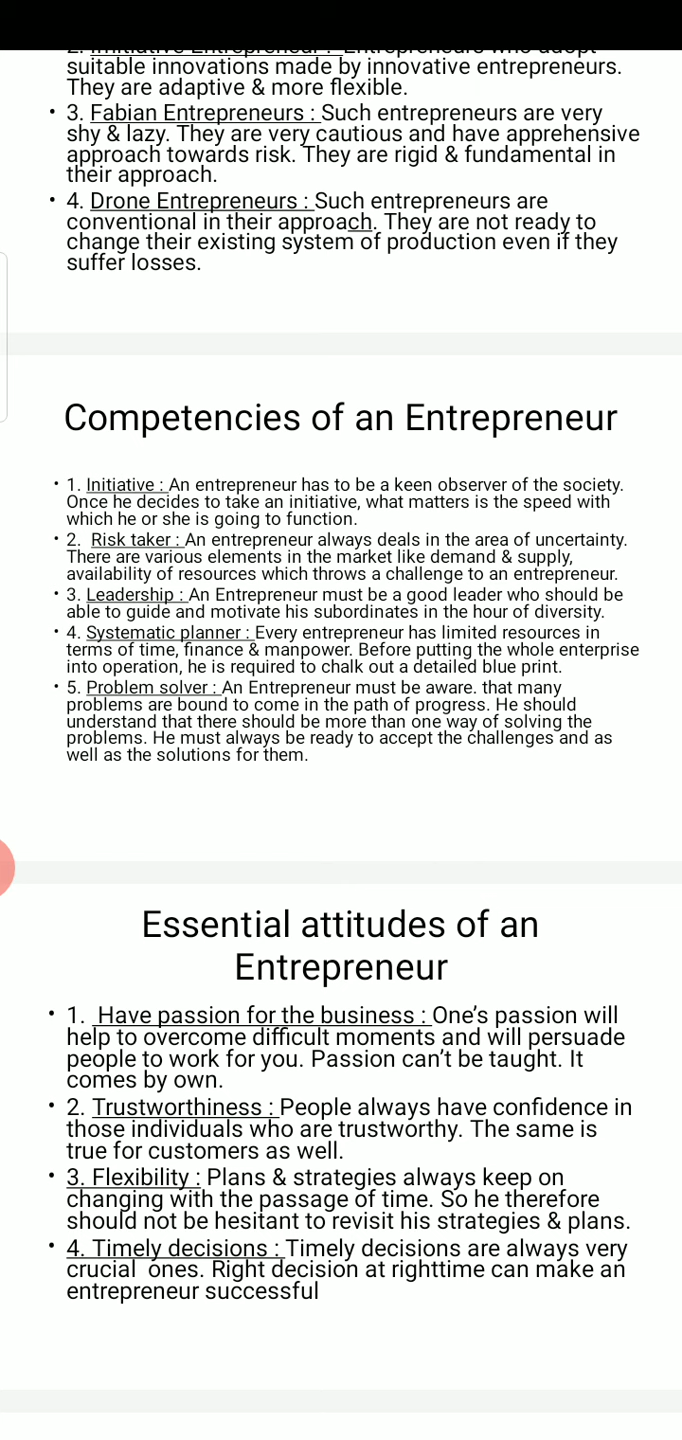 2. Imitiative Entrepreneur : Entrepreneurs who adopt
suitable innovations made by innovative entrepreneurs.
They are adaptive & more flexible.
• 3. Fabian Entrepreneurs : Such entrepreneurs are very
shy & lazy. They are very cautious and have apprehensive
approach towards risk. They are rigid & fundamental in
their approach.
• 4. Drone Entrepreneurs : Such entrepreneurs are
conventional in their approach. They are not ready to
change their existing system of production even if they
suffer losses.
Competencies of an Entrepreneur
• 1. Initiative : An entrepreneur has to be a keen observer of the society.
Once he decides to take an initiative, what matters is the speed with
which he or she is going to function.
• 2. Risk taker : An entrepreneur always deals in the area of uncertainty.
There are various elements in the market like demand & supply,
availability of resources which throws a challenge to an entrepreneur.
• 3. Leadership : An Entrepreneur must be a good leader who should be
able to guide and motivate his subordinates in the hour of diversity.
• 4. Systematic planner : Every entrepreneur has limited resources in
terms of time, finance & manpower. Before putting the whole enterprise
into operation, he is required to chalk out a detailed blue print.
• 5. Problem solver : An Entrepreneur must be aware. that many
problems are bound to come in the path of progress. He should
understand that there should be more than one way of solving the
problems. He must always be ready to accept the challenges and as
well as the solutions for them.
Essential attitudes of an
Entrepreneur
• 1. Have passion for the business : One’s passion will
help to overcome difficult moments and will persuade
people to work for you. Passion can’t be taught. It
comes by own.
• 2. Trustworthiness : People always have confidence in
those individuals who are trustworthy. The same is
true for customers as well.
• 3. Flexibility : Plans & strategies always keep on
changing with the passage of time. So he therefore
should not be hesitant to revisit his strategies & plans.
• 4. Timely decisions : Timely decisions are always very
crucial ones. Right decision at righttime can make an
entrepreneur successful